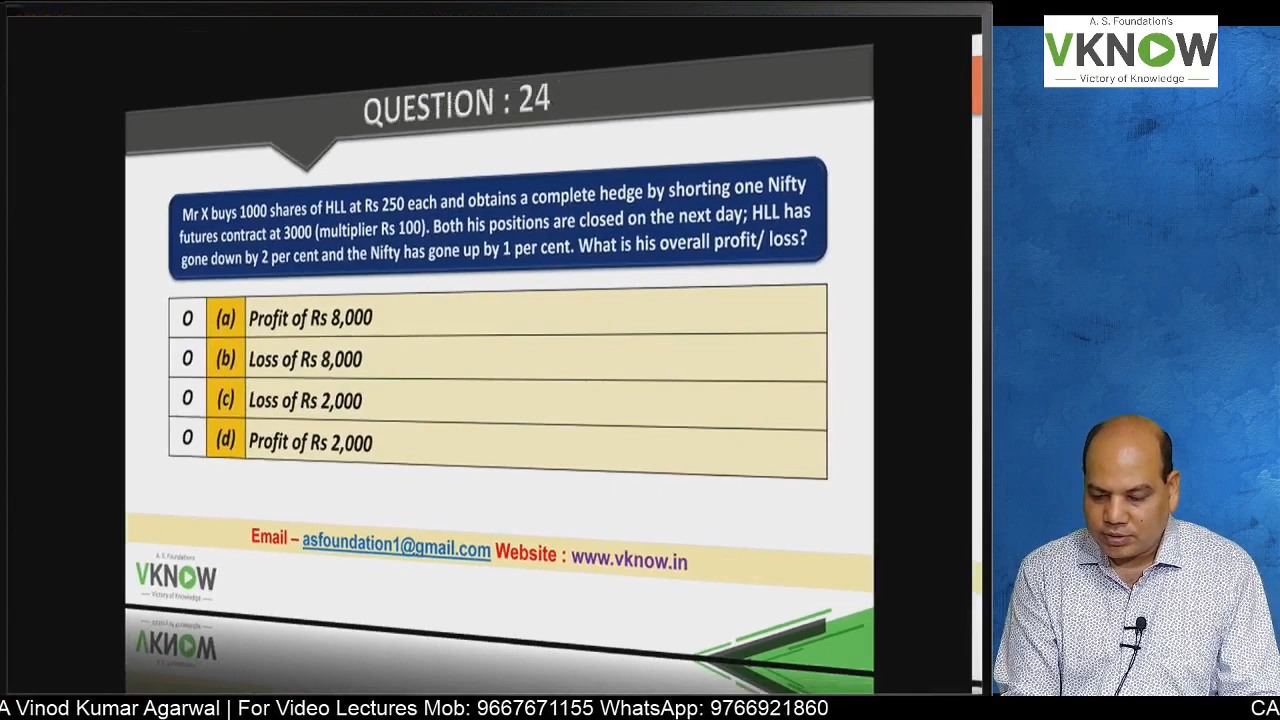 A. S. Foundation's
VKNOW
Victory of Knowledge
QUESTION : 24
Mr X buys 1000 shares of HLL at Rs 250 each and obtains a complete hedge by shorting one Nifty
futures contract at 3000 (multiplier Rs 100). Both his positions are closed on the next day; HLL has
gone down by 2 per cent and the Nifty has gone up by 1 per cent. What is his overall profit/ loss?
O (a) Profit of Rs 8,000
O (b) Loss of Rs 8,000
O (c) Loss of Rs 2,000
O (d) Profit of Rs 2,000
Email – asfoundation1@gmail.com Website : www.vknow.in
A. S. Foundation's
VKNOW
Victory of Knowledge
A Vinod Kumar Agarwal | For Video Lectures Mob: 9667671155 WhatsApp: 9766921860
CA